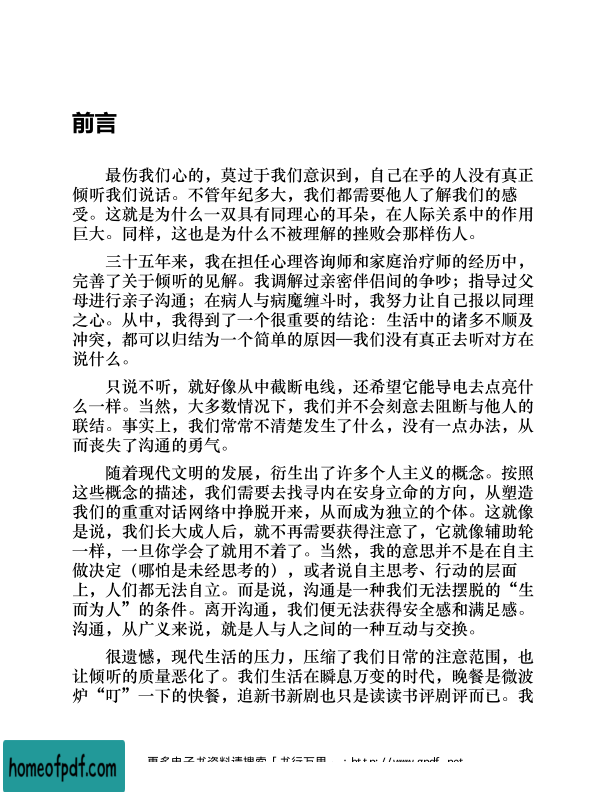 前言
最伤我们心的，莫过于我们意识到，自己在乎的人没有真正
倾听我们说话。不管年纪多大，我们都需要他人了解我们的感
受。这就是为什么一双具有同理心的耳朵，在人际关系中的作用
巨大。同样，这也是为什么不被理解的挫败会那样伤人。
三十五年来，我在担任心理咨询师和家庭治疗师的经历中，
完善了关于倾听的见解。我调解过亲密伴侣间的争吵；指导过父
母进行亲子沟通；在病人与病魔缠斗时，我努力让自己报以同理
之心。从中，我得到了一个很重要的结论：生活中的诸多不顺及
冲突，都可以归结为一个简单的原因—我们没有真正去听对方在
说什么。
只说不听，就好像从中截断电线，还希望它能导电去点亮什
么一样。当然，大多数情况下，我们并不会刻意去阻断与他人的
联结。事实上，我们常常不清楚发生了什么，没有一点办法，从
而丧失了沟通的勇气。
随着现代文明的发展，衍生出了许多个人主义的概念。按照
这些概念的描述，我们需要去找寻内在安身立命的方向，从塑造
我们的重重对话网络中挣脱开来，从而成为独立的个体。这就像
是说，我们长大成人后，就不再需要获得注意了，它就像辅助轮
一样，一旦你学会了就用不着了。当然，我的意思并不是在自主
做决定（哪怕是未经思考的），或者说自主思考、行动的层面
上，人们都无法自立。而是说，沟通是一种我们无法摆脱的“生
而为人”的条件。离开沟通，我们便无法获得安全感和满足感。
沟通，从广义来说，就是人与人之间的一种互动与交换。
很遗憾，现代生活的压力，压缩了我们日常的注意范围，也
让倾听的质量恶化了。我们生活在瞬息万变的时代，晚餐是微波
炉“叮”一下的快餐，追新书新剧也只是读读书评剧评而已。我
更多电子书资料请搜索「书行万里
homeofpdf.com